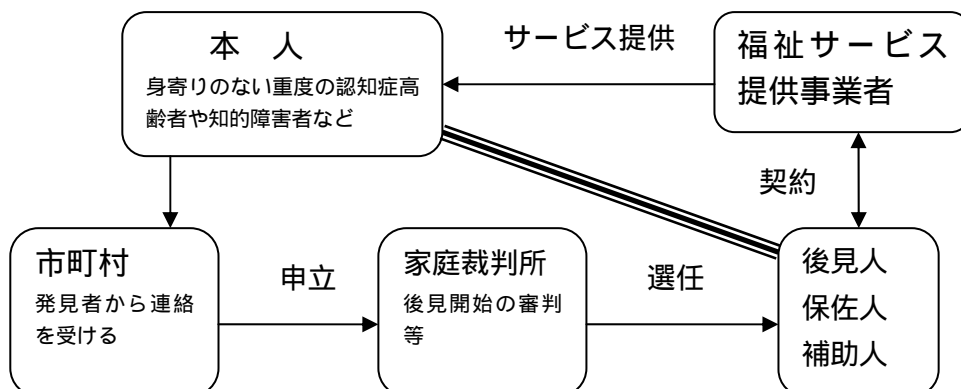 本　人
身寄りのない重度の認知症高
齢者や知的障害者など
サービス提供
福祉サービス
提供事業者
契約
市町村
発見者から連絡
を受ける
申立
家庭裁判所
後見開始の審判
等
選任
後見人
保佐人
補助人